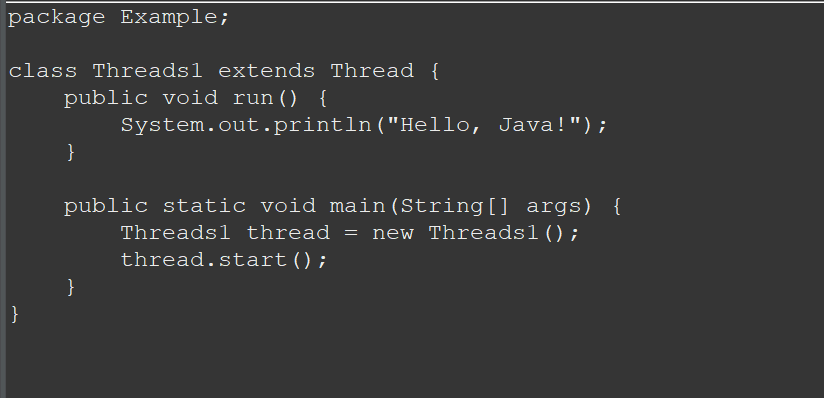 package Example;
class Threads1 extends Thread {
public void run() {
System.out.println("Hello, Java!");
}
public static void main(String[] args) {
Threads1 thread = new Threads1();
thread.start();
}
}